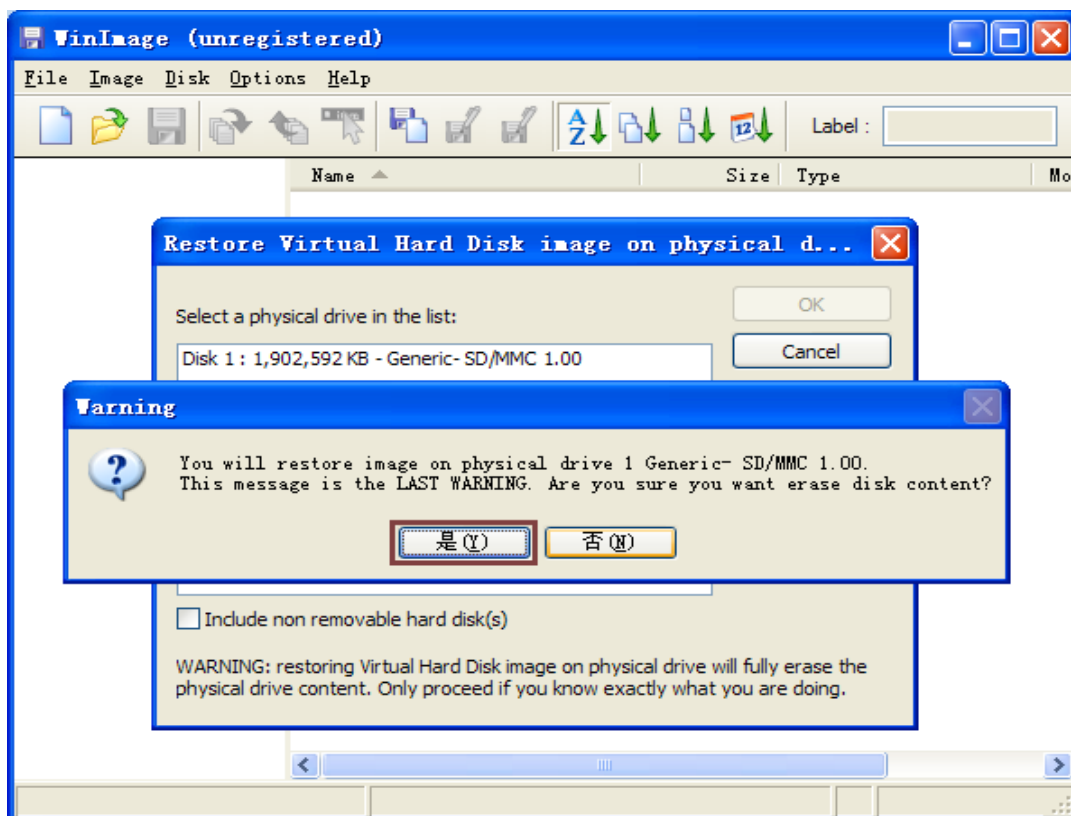 WinImage (unregistered)
File Image Disk Options Help
Label :
Name Size Type Mo
Restore Virtual Hard Disk image on physical d...
Select a physical drive in the list:
OK
Disk 1 : 1,902,592 KB - Generic- SD/MMC 1.00
Cancel
Warning
You will restore image on physical drive 1 Generic- SD/MMC 1.00.
This message is the LAST WARNING. Are you sure you want erase disk content?
是(Y) 否(N)
Include non removable hard disk(s)
WARNING: restoring Virtual Hard Disk image on physical drive will fully erase the
physical drive content. Only proceed if you know exactly what you are doing.